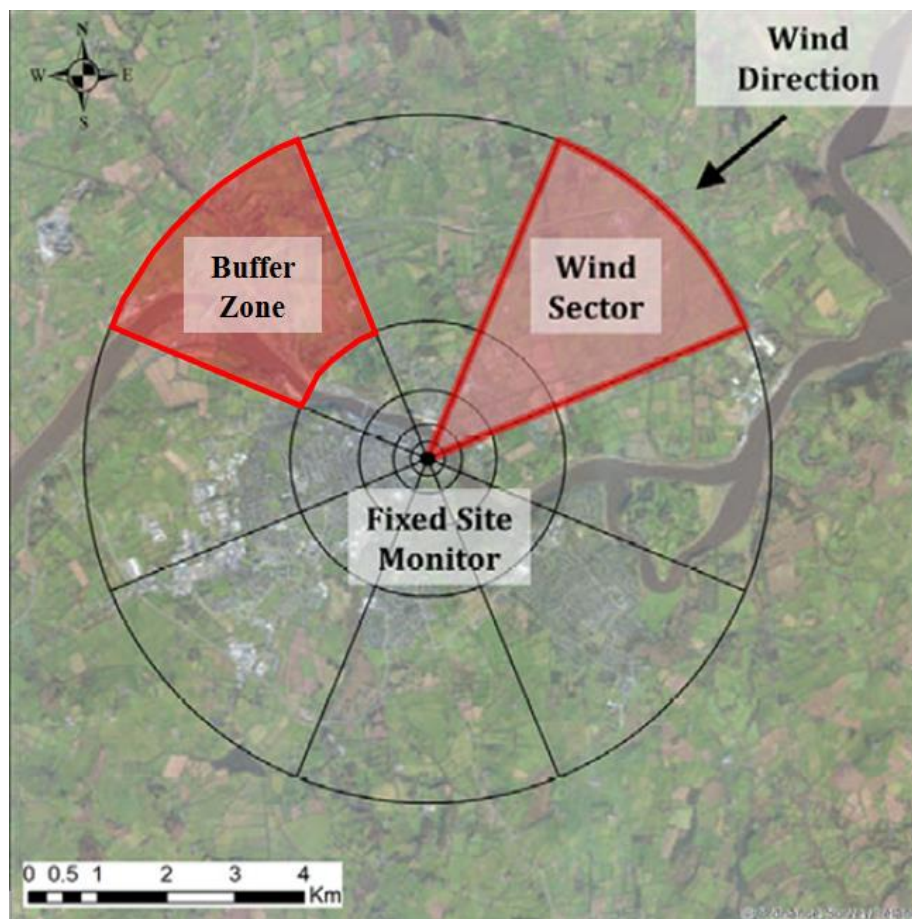 N
W E
S
Wind
Direction
Buffer
Zone
Wind
Sector
Fixed Site
Monitor
0 0.5 1 2 3 4
Km